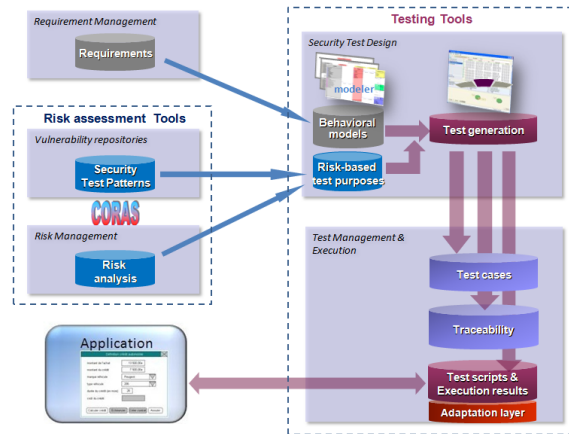 Requirement Management
Requirements
Risk assessment Tools
Vulnerability repositories
Security
Test Patterns
CORAS
Risk Management
Risk
analysis
Application
Testing Tools
Security Test Design
modeler
Behavioral
models
Test generation
Risk-based
test purposes
Test Management &
Execution
Test cases
Traceability
Test scripts &
Execution results
Adaptation layer